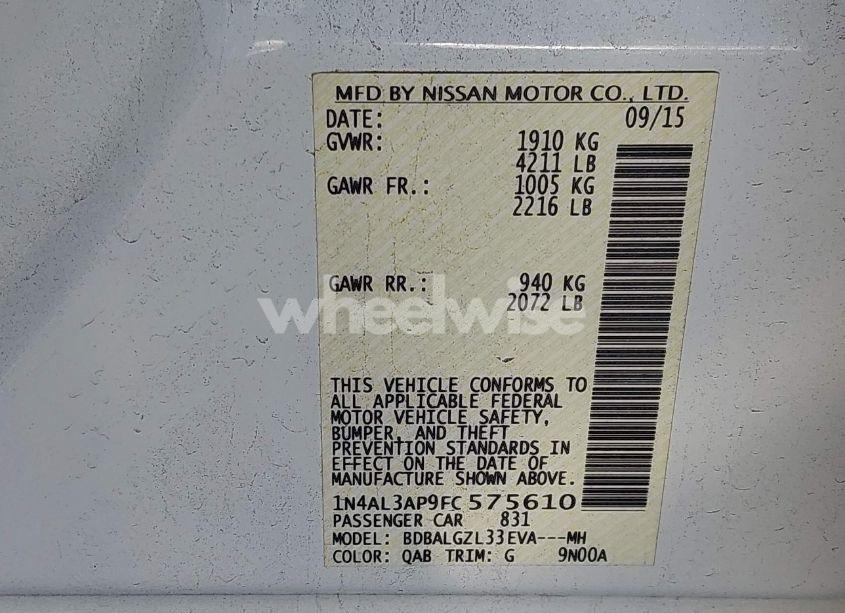 MFD BY NISSAN MOTOR CO., LTD.
DATE: 09/15
GVWR: 1910 KG
4211 LB
GAWR FR.: 1005 KG
2216 LB
GAWR RR.: 940 KG
2072 LB
wheelwise
THIS VEHICLE CONFORMS TO
ALL APPLICABLE FEDERAL
MOTOR VEHICLE SAFETY,
BUMPER, AND THEFT
PREVENTION STANDARDS IN
EFFECT ON THE DATE OF
MANUFACTURE SHOWN ABOVE.
1N4AL3AP9FC575610
PASSENGER CAR 831
MODEL: BDBALGZL33EVA---MH
COLOR: QAB TRIM: G 9N00A